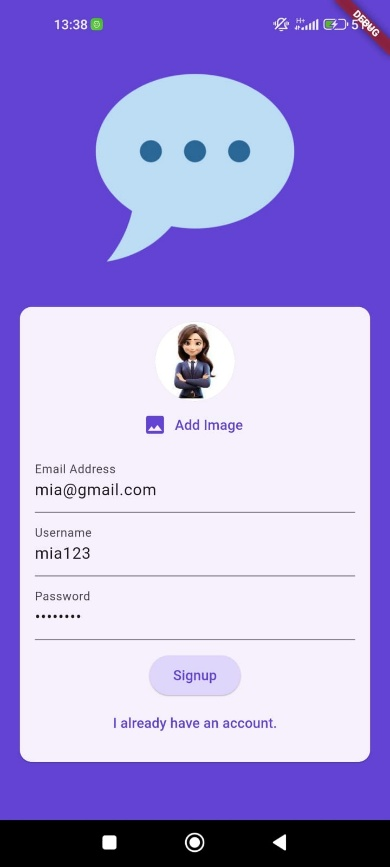 13:38
H+
DEBUG
Add Image
Email Address
mia@gmail.com
Username
mia123
Password
••••••••
Signup
I already have an account.